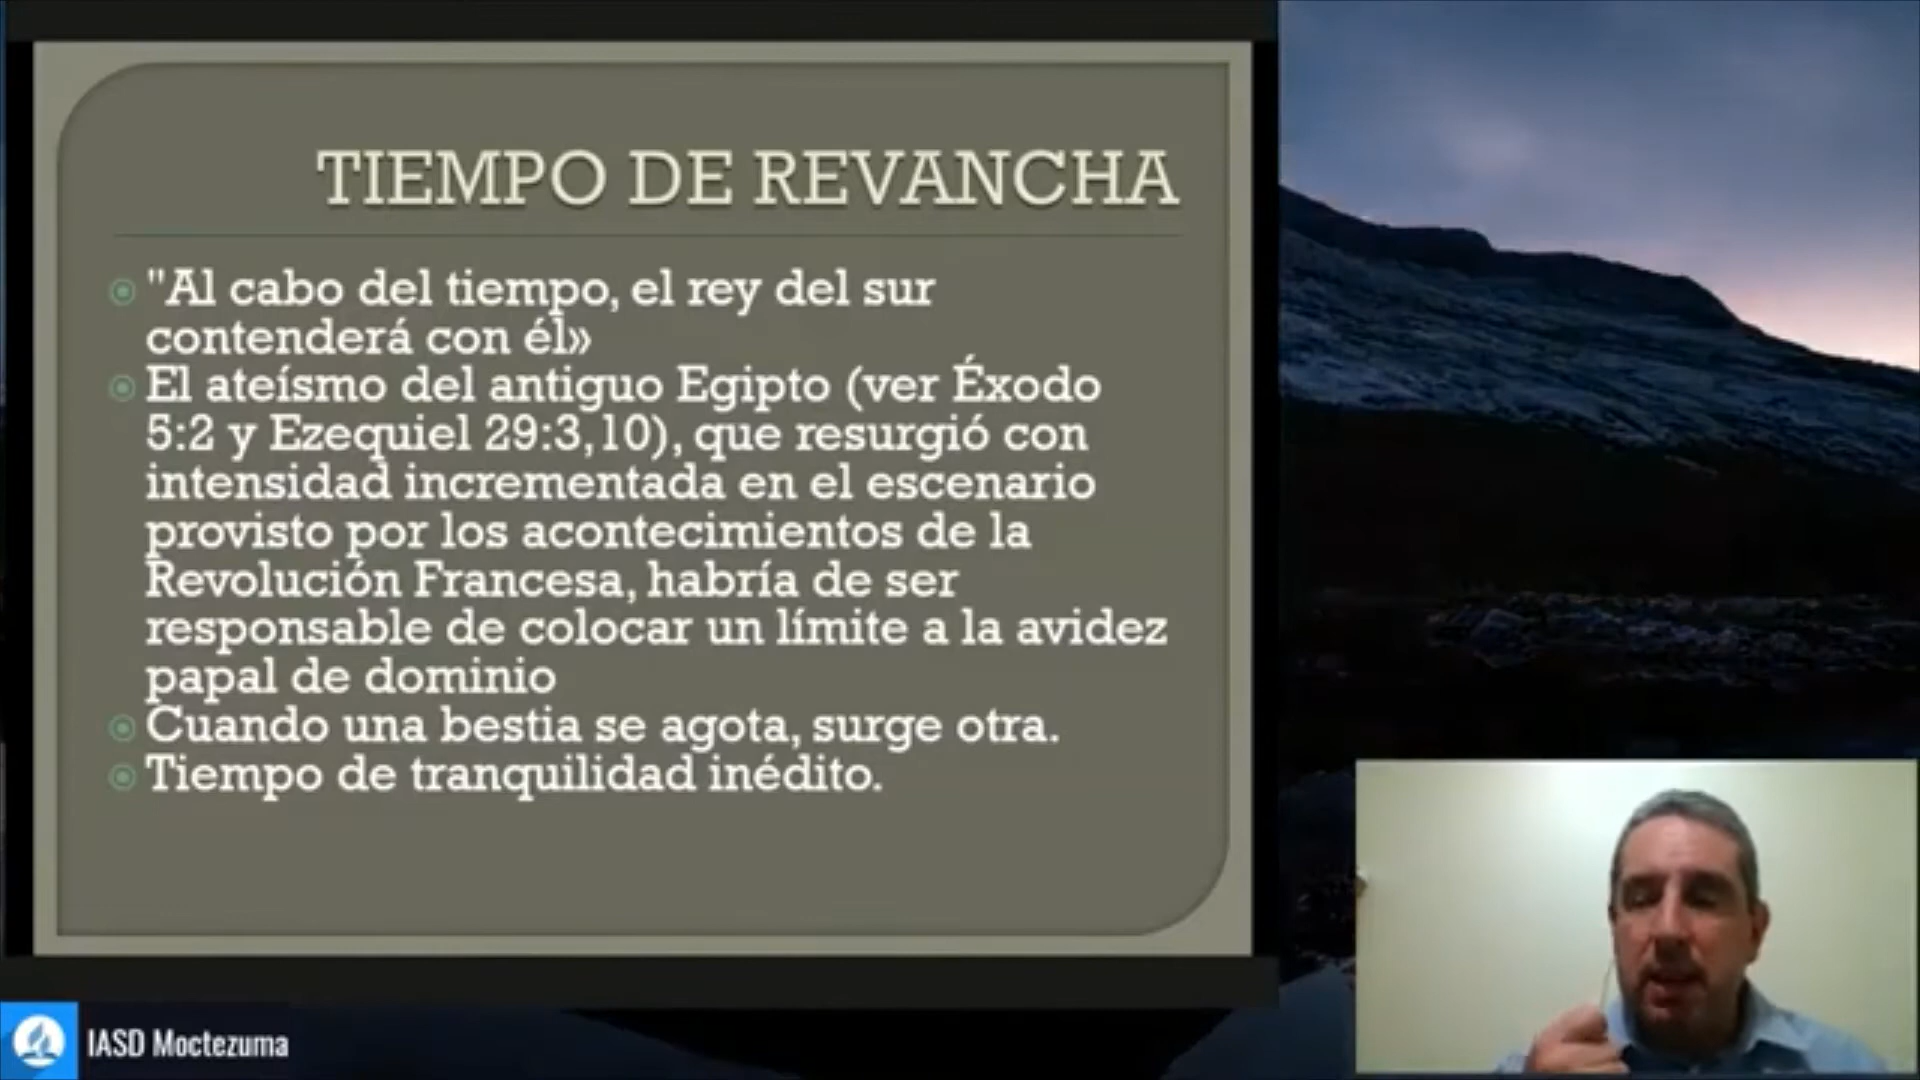 TIEMPO DE REVANCHA
"Al cabo del tiempo, el rey del sur
contenderá con él»
El ateísmo del antiguo Egipto (ver Éxodo
5:2 y Ezequiel 29:3,10), que resurgió con
intensidad incrementada en el escenario
provisto por los acontecimientos de la
Revolución Francesa, habría de ser
responsable de colocar un límite a la avidez
papal de dominio
Cuando una bestia se agota, surge otra.
Tiempo de tranquilidad inédito.
IASD Moctezuma